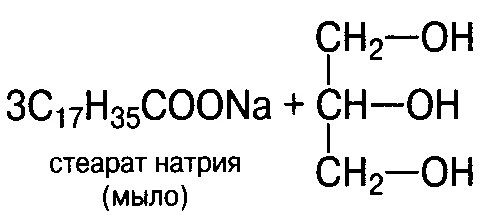 CH₂—OH
3C₁₇H₃₅COONa + CH—OH
CH₂—OH
стеарат натрия
(мыло)